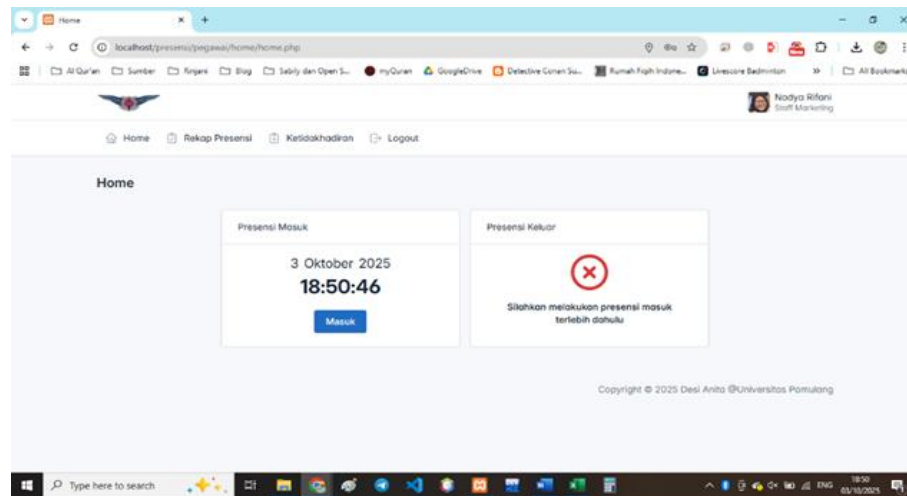 Home
localhost/presensi/pegawai/home/home.php
Al Qur'an Sumber Rinjani Blog Sebily dan Open S... myQuran GoogleDrive Detective Conan Su... Rumah Fiqih Indone... Livescore Badminton All Bookmarks
Nadya Rifani
Staff Marketing
Home Rekap Presensi Ketidakhadiran Logout
Home
Presensi Masuk
3 Oktober 2025
18:50:46
Masuk
Presensi Keluar
Silahkan melakukan presensi masuk
terlebih dahulu
Copyright © 2025 Desi Anita @Universitas Pamulang
Type here to search
ENG
18:50
03/10/2025